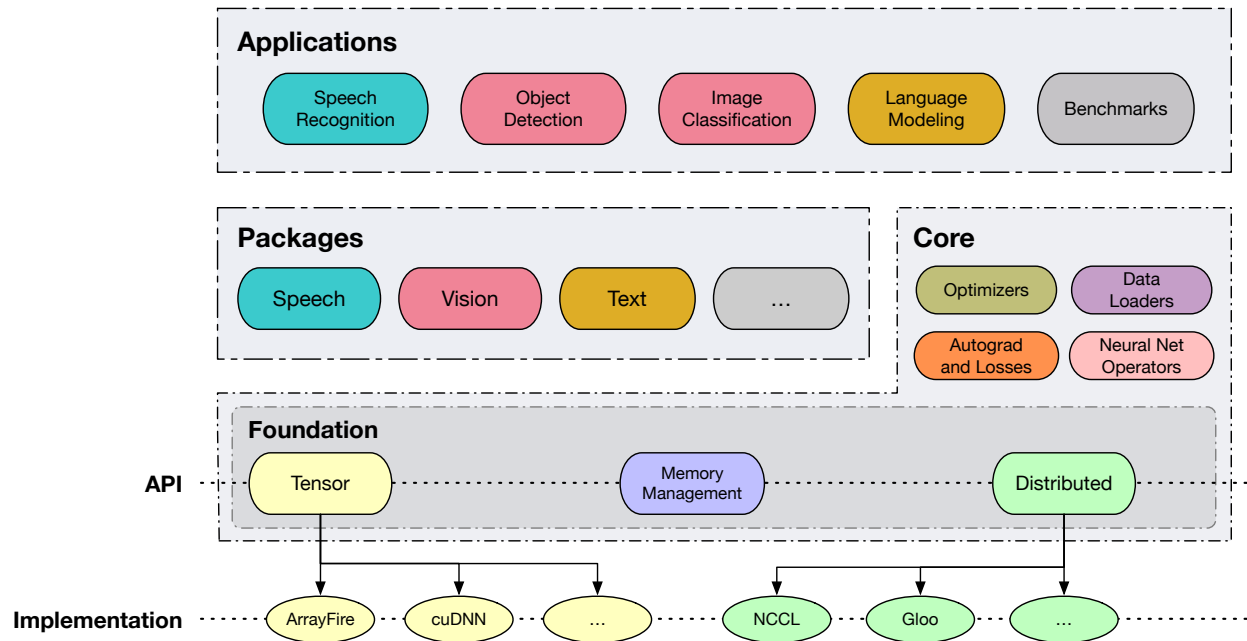 Applications
Speech
Recognition
Object
Detection
Image
Classification
Language
Modeling
Benchmarks
Packages
Speech
Vision
Text
...
Core
Optimizers
Data
Loaders
Autograd
and Losses
Neural Net
Operators
Foundation
API
Tensor
Memory
Management
Distributed
Implementation
ArrayFire
cuDNN
...
NCCL
Gloo
...